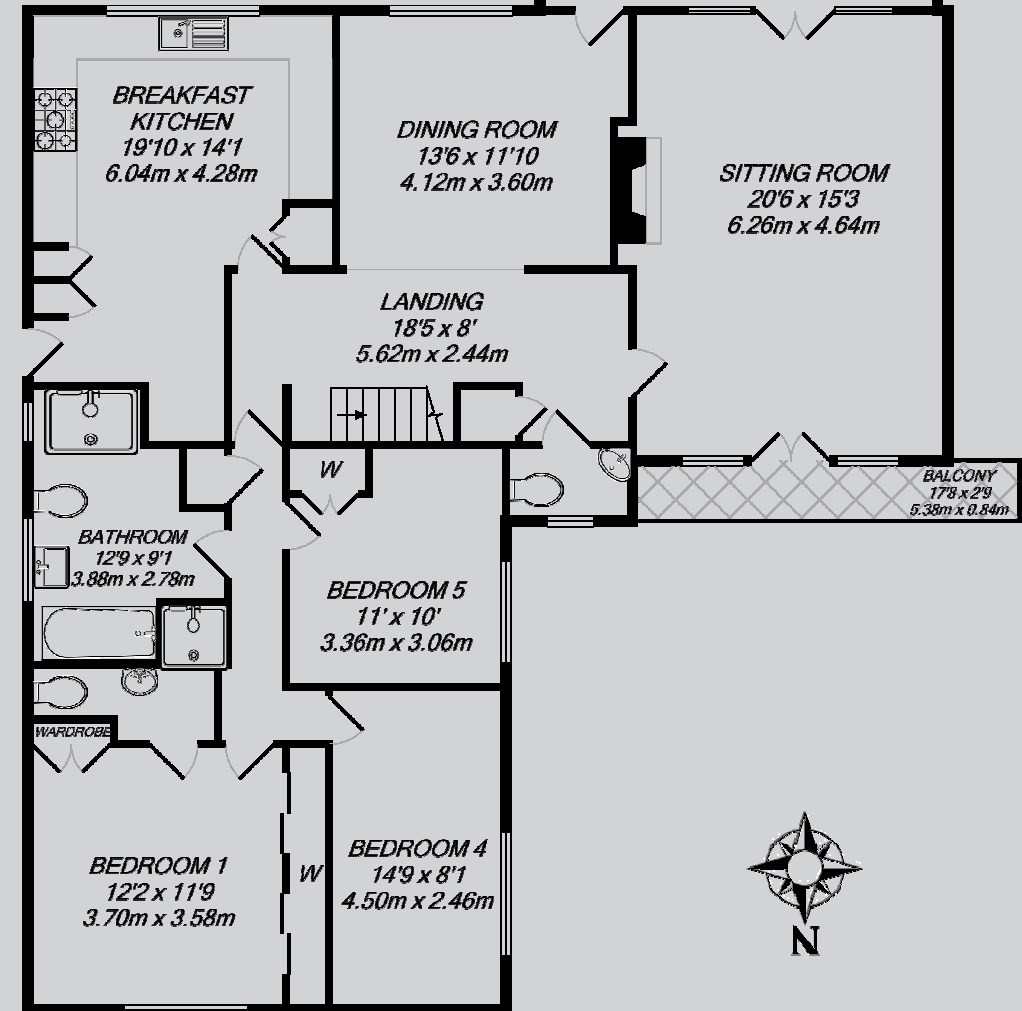 BREAKFAST
KITCHEN
19'10 x 14'1
6.04m x 4.28m
DINING ROOM
13'6 x 11'10
4.12m x 3.60m
SITTING ROOM
20'6 x 15'3
6.26m x 4.64m
LANDING
18'5 x 8'
5.62m x 2.44m
W
BALCONY
17'8 x 2'9
5.38m x 0.84m
BATHROOM
12'9 x 9'1
3.88m x 2.78m
BEDROOM 5
11' x 10'
3.36m x 3.06m
WARDROBE
BEDROOM 1
12'2 x 11'9
3.70m x 3.58m
W
BEDROOM 4
14'9 x 8'1
4.50m x 2.46m
N